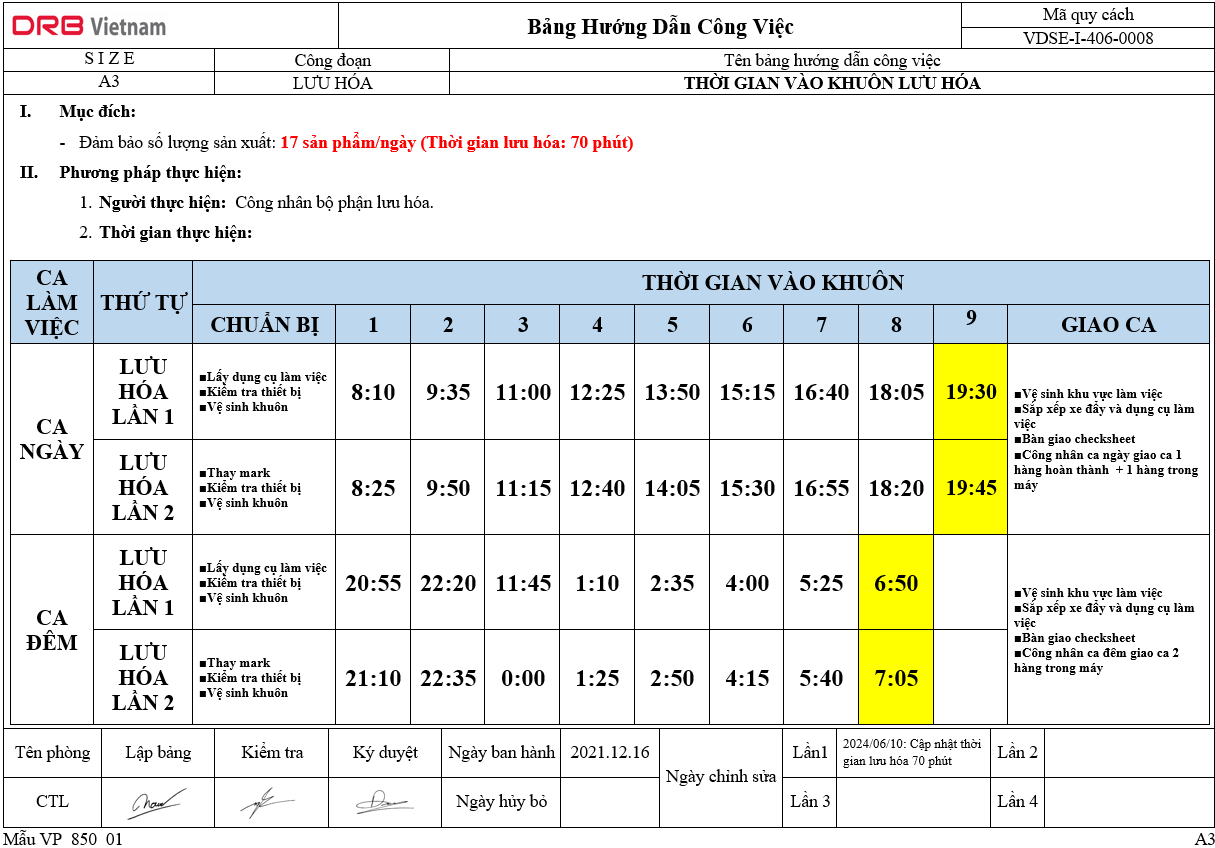 DRB Vietnam
Bảng Hướng Dẫn Công Việc
Mã quy cách
VDSE-I-406-0008
S I Z E
Công đoạn
Tên bảng hướng dẫn công việc
A3
LƯU HÓA
THỜI GIAN VÀO KHUÔN LƯU HÓA
I. Mục đích:
- Đảm bảo số lượng sản xuất: 17 sản phẩm/ngày (Thời gian lưu hóa: 70 phút)
II. Phương pháp thực hiện:
1. Người thực hiện: Công nhân bộ phận lưu hóa.
2. Thời gian thực hiện:
CA
LÀM
VIỆC
THỨ TỰ
THỜI GIAN VÀO KHUÔN
CHUẨN BỊ 1 2 3 4 5 6 7 8 9 GIAO CA
CA
NGÀY
LƯU
HÓA
LẦN 1
■Lấy dụng cụ làm việc
■Kiểm tra thiết bị
■Vệ sinh khuôn
8:10 9:35 11:00 12:25 13:50 15:15 16:40 18:05 19:30
■Vệ sinh khu vực làm việc
■Sắp xếp xe đẩy và dụng cụ làm
việc
■Bàn giao checksheet
■Công nhân ca ngày giao ca 1
hàng hoàn thành + 1 hàng trong
máy
LƯU
HÓA
LẦN 2
■Thay mark
■Kiểm tra thiết bị
■Vệ sinh khuôn
8:25 9:50 11:15 12:40 14:05 15:30 16:55 18:20 19:45
CA
ĐÊM
LƯU
HÓA
LẦN 1
■Lấy dụng cụ làm việc
■Kiểm tra thiết bị
■Vệ sinh khuôn
20:55 22:20 11:45 1:10 2:35 4:00 5:25 6:50
■Vệ sinh khu vực làm việc
■Sắp xếp xe đẩy và dụng cụ làm
việc
■Bàn giao checksheet
■Công nhân ca đêm giao ca 2
hàng trong máy
LƯU
HÓA
LẦN 2
■Thay mark
■Kiểm tra thiết bị
■Vệ sinh khuôn
21:10 22:35 0:00 1:25 2:50 4:15 5:40 7:05
Tên phòng Lập bảng Kiểm tra Ký duyệt Ngày ban hành 2021.12.16
Ngày chỉnh sửa
Lần1
2024/06/10: Cập nhật thời
gian lưu hóa 70 phút
Lần 2
CTL
Ngày hủy bỏ
Lần 3
Lần 4
Mẫu VP_850_01
A3